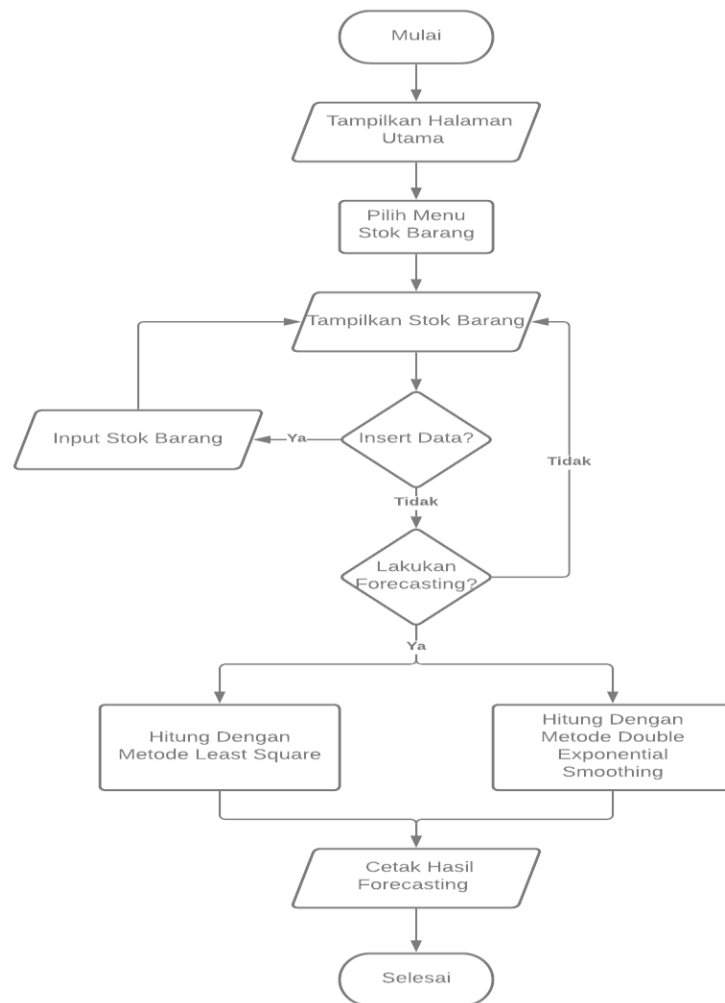 Mulai
Tampilkan Halaman
Utama
Pilih Menu
Stok Barang
Tampilkan Stok Barang
Input Stok Barang
Ya
Insert Data?
Tidak
Tidak
Lakukan
Forecasting?
Ya
Hitung Dengan
Metode Least Square
Hitung Dengan
Metode Double
Exponential
Smoothing
Cetak Hasil
Forecasting
Selesai